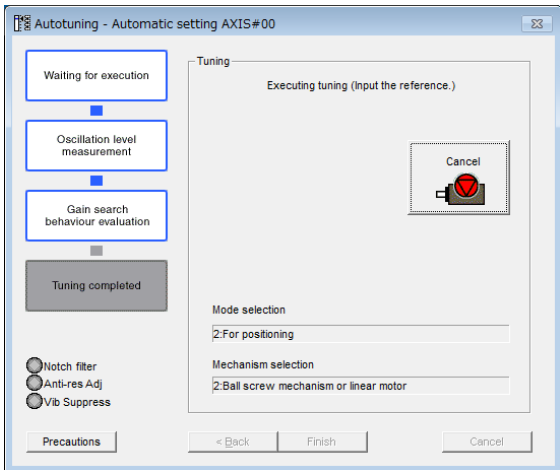 Autotuning - Automatic setting AXIS#00
Waiting for execution
Oscillation level
measurement
Gain search
behaviour evaluation
Tuning completed
Notch filter
Anti-res Adj
Vib Suppress
Precautions
Tuning
Executing tuning (Input the reference.)
Cancel
Mode selection
2:For positioning
Mechanism selection
2:Ball screw mechanism or linear motor
< Back
Finish
Cancel